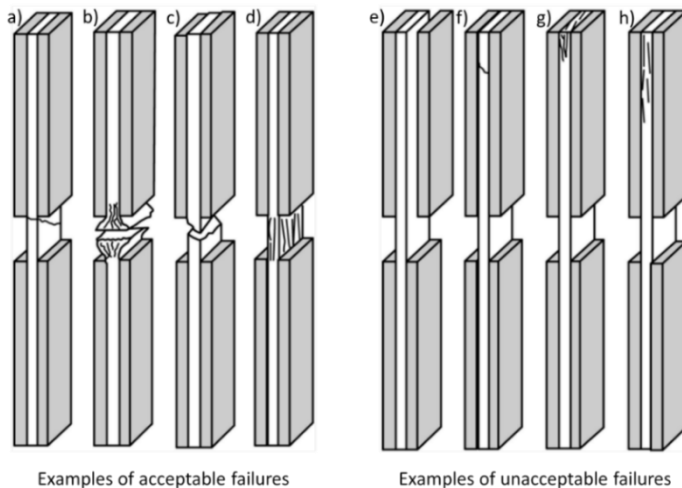 a) b) c) d) e) f) g) h)
Examples of acceptable failures Examples of unacceptable failures